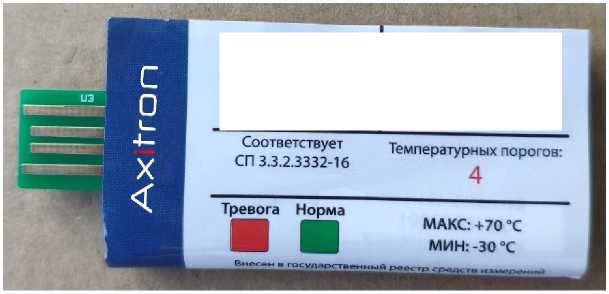 U3
Axitron
Соответствует
СП 3.3.2.3332-16
Температурных порогов:
4
Тревога Норма
МАКС: +70 °C
МИН: -30 °C
Внесен в государственный реестр средств измерений